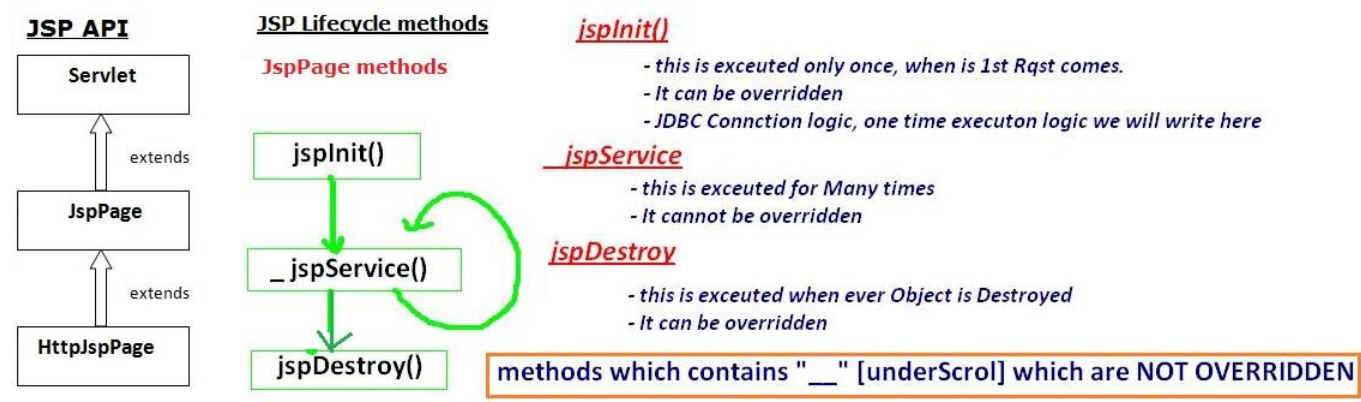 JSP API
Servlet
extends
JspPage
extends
HttpJspPage
JSP Lifecycle methods
JspPage methods
jspInit()
_ jspService()
jspDestroy()
jspInit()
- this is exceuted only once, when is 1st Rqst comes.
- It can be overridden
- JDBC Connction logic, one time executon logic we will write here
_ jspService
- this is exceuted for Many times
- It cannot be overridden
jspDestroy
- this is exceuted when ever Object is Destroyed
- It can be overridden
methods which contains "__" [underScrol] which are NOT OVERRIDDEN